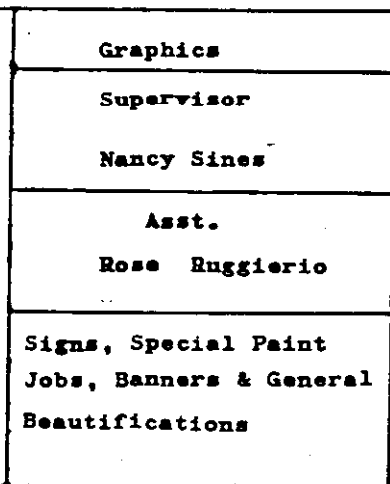 Graphics
Supervisor
Nancy Sines
Asst.
Rose Ruggierio
Signs, Special Paint
Jobs, Banners & General
Beautifications